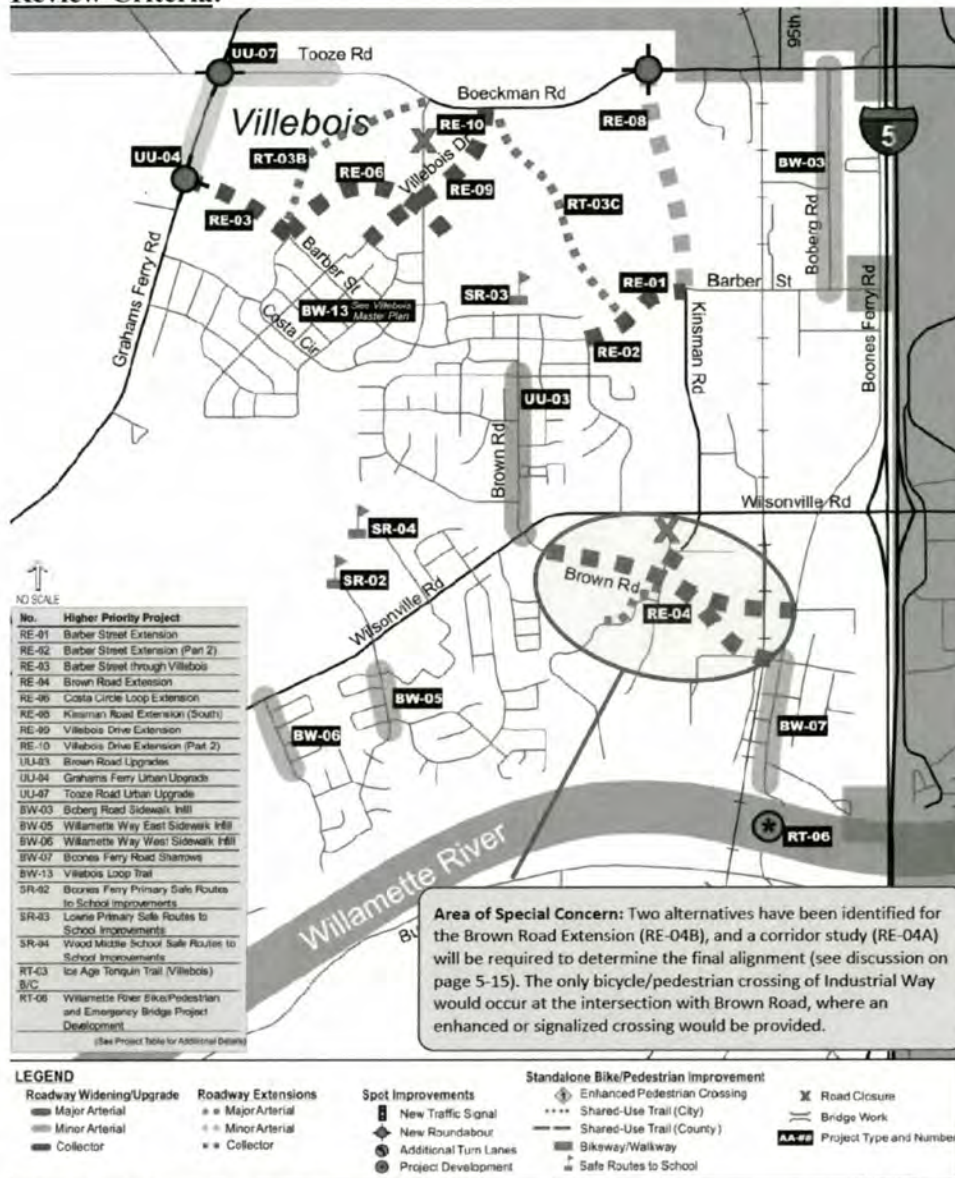 Review Criteria:
UU-07
Tooze Rd
95th
Boeckman Rd
Villebois
RE-10
RE-08
5
UU-04
RT-03B
RE-06
Villebois Dr
BW-03
RE-09
RE-03
RT-03C
Boberg Rd
Barber St
SR-03
RE-01
Barber St
BW-13 See Villebois
Master Plan
Costa Cir
RE-02
Kinsman Rd
Boones Ferry Rd
Grahams Ferry Rd
UU-03
Brown Rd
Wilsonville Rd
SR-04
SR-02
Brown Rd
RE-04
Wilsonville Rd
NO SCALE
BW-05
BW-06
BW-07
RT-06
Willamette River
No. Higher Priority Project
RE-01 Barber Street Extension
RE-02 Barber Street Extension (Part 2)
RE-03 Barber Street through Villebois
RE-04 Brown Road Extension
RE-06 Costa Circle Loop Extension
RE-08 Kinsman Road Extension (South)
RE-09 Villebois Drive Extension
RE-10 Villebois Drive Extension (Part 2)
UU-03 Brown Road Upgrades
UU-04 Grahams Ferry Urban Upgrade
UU-07 Tooze Road Urban Upgrade
BW-03 Boberg Road Sidewalk Infill
BW-05 Willamette Way East Sidewalk Infill
BW-06 Willamette Way West Sidewalk Infill
BW-07 Boones Ferry Road Sharrows
BW-13 Villebois Loop Trail
SR-02 Boones Ferry Primary Safe Routes
to School Improvements
SR-03 Lowrie Primary Safe Routes to
School Improvements
SR-04 Wood Middle School Safe Routes to
School Improvements
RT-03 Ice Age Tonquin Trail (Villebois)
B/C
RT-06 Willamette River Bike/Pedestrian
and Emergency Bridge Project
Development
(See Project Table for Additional Details)
Area of Special Concern: Two alternatives have been identified for
the Brown Road Extension (RE-04B), and a corridor study (RE-04A)
will be required to determine the final alignment (see discussion on
page 5-15). The only bicycle/pedestrian crossing of Industrial Way
would occur at the intersection with Brown Road, where an
enhanced or signalized crossing would be provided.
LEGEND
Roadway Widening/Upgrade
Major Arterial
Minor Arterial
Collector
Roadway Extensions
Major Arterial
Minor Arterial
Collector
Spot Improvements
New Traffic Signal
New Roundabout
Additional Turn Lanes
Project Development
Standalone Bike/Pedestrian Improvement
Enhanced Pedestrian Crossing
Shared-Use Trail (City)
Shared-Use Trail (County)
Bikeway/Walkway
Safe Routes to School
Road Closure
Bridge Work
AA-## Project Type and Number